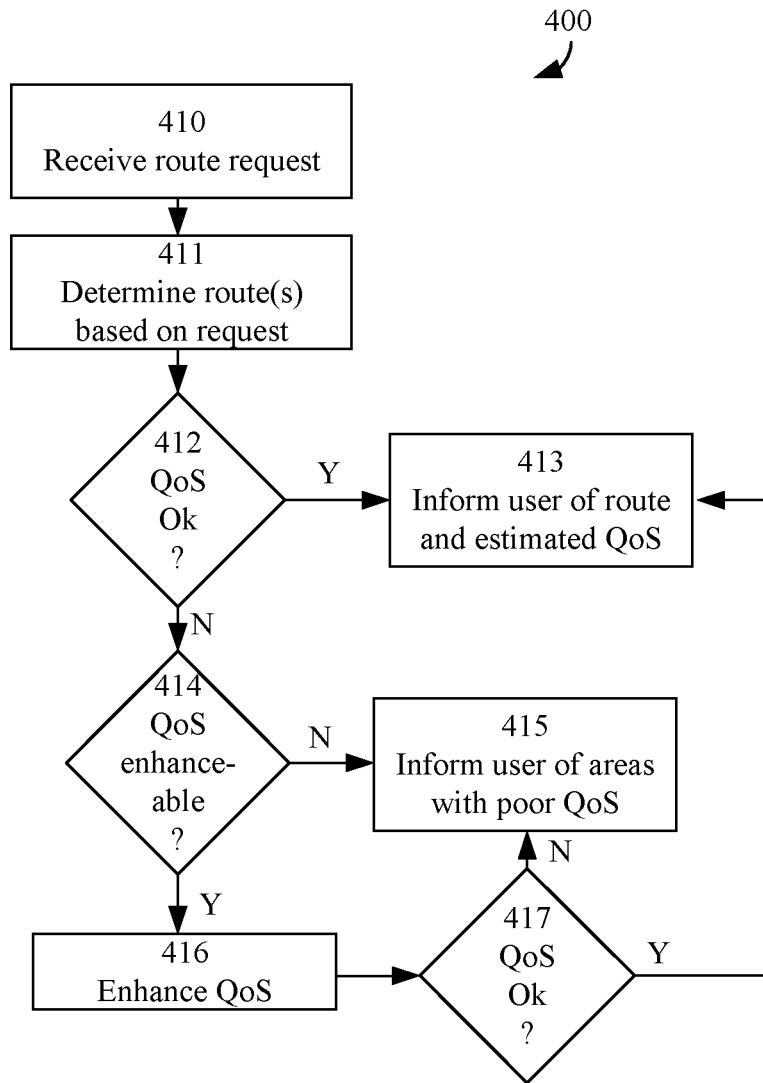 400
410
Receive route request
411
Determine route(s)
based on request
412
QoS
Ok
?
Y
413
Inform user of route
and estimated QoS
N
414
QoS
enhance-
able
?
N
415
Inform user of areas
with poor QoS
Y
N
416
Enhance QoS
417
QoS
Ok
?
Y